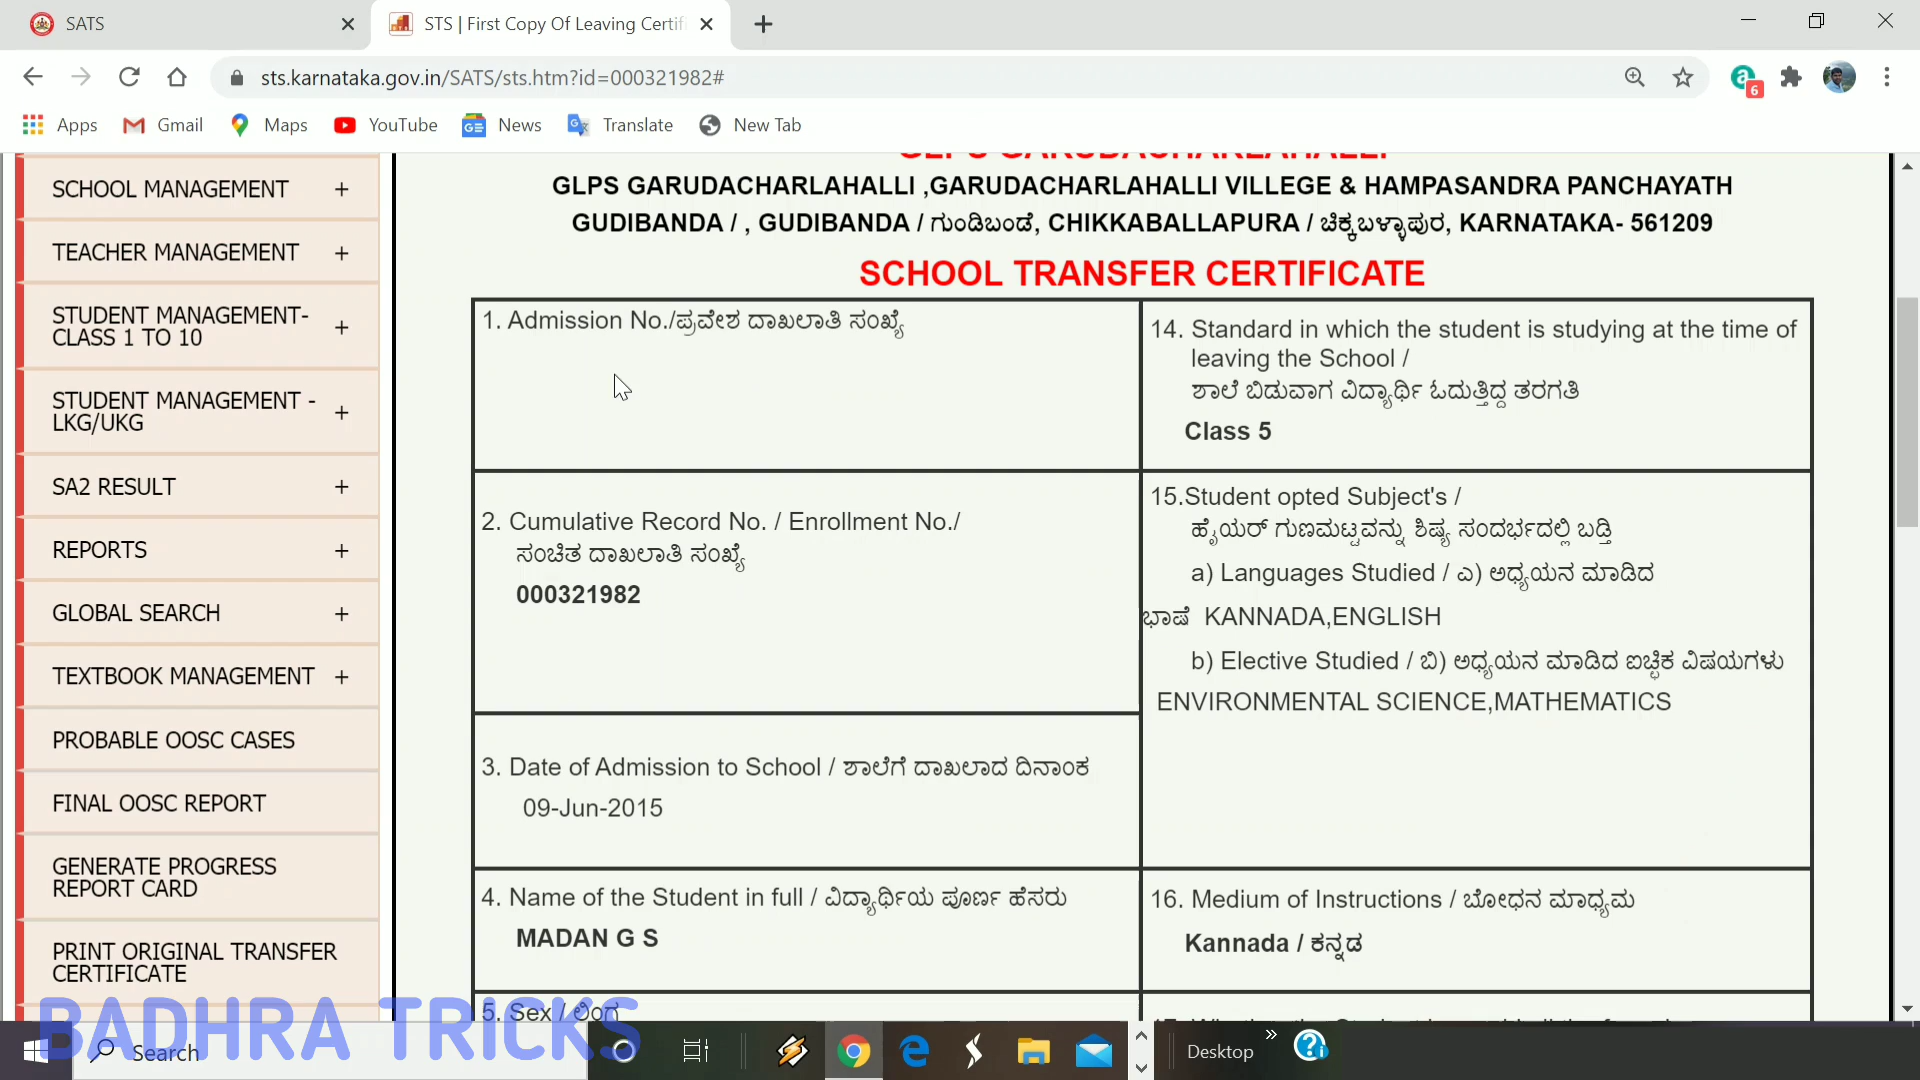 SATS
STS | First Copy Of Leaving Certif
sts.karnataka.gov.in/SATS/sts.htm?id=000321982#
6
Apps
Gmail
Maps
YouTube
News
Translate
New Tab
SCHOOL MANAGEMENT +
TEACHER MANAGEMENT +
STUDENT MANAGEMENT-
CLASS 1 TO 10 +
STUDENT MANAGEMENT -
LKG/UKG +
SA2 RESULT +
REPORTS +
GLOBAL SEARCH +
TEXTBOOK MANAGEMENT +
PROBABLE OOSC CASES
FINAL OOSC REPORT
GENERATE PROGRESS
REPORT CARD
PRINT ORIGINAL TRANSFER
CERTIFICATE
GLPS GARUDACHARLAHALLI
GLPS GARUDACHARLAHALLI ,GARUDACHARLAHALLI VILLEGE & HAMPASANDRA PANCHAYATH
GUDIBANDA / , GUDIBANDA / ಗುಂಡಿಬಂಡೆ, CHIKKABALLAPURA / ಚಿಕ್ಕಬಳ್ಳಾಪುರ, KARNATAKA- 561209
SCHOOL TRANSFER CERTIFICATE
1. Admission No./ಪ್ರವೇಶ ದಾಖಲಾತಿ ಸಂಖ್ಯೆ
2. Cumulative Record No. / Enrollment No./
ಸಂಚಿತ ದಾಖಲಾತಿ ಸಂಖ್ಯೆ
000321982
3. Date of Admission to School / ಶಾಲೆಗೆ ದಾಖಲಾದ ದಿನಾಂಕ
09-Jun-2015
4. Name of the Student in full / ವಿದ್ಯಾರ್ಥಿಯ ಪೂರ್ಣ ಹೆಸರು
MADAN G S
5. Sex / ಲಿಂಗ
14. Standard in which the student is studying at the time of
leaving the School /
ಶಾಲೆ ಬಿಡುವಾಗ ವಿದ್ಯಾರ್ಥಿ ಓದುತ್ತಿದ್ದ ತರಗತಿ
Class 5
15.Student opted Subject's /
ಹೈಯರ್ ಗುಣಮಟ್ಟವನ್ನು ಶಿಷ್ಯ ಸಂದರ್ಭದಲ್ಲಿ ಬಡ್ತಿ
a) Languages Studied / ಎ) ಅಧ್ಯಯನ ಮಾಡಿದ
ಭಾಷೆ KANNADA,ENGLISH
b) Elective Studied / ಬಿ) ಅಧ್ಯಯನ ಮಾಡಿದ ಐಚ್ಛಿಕ ವಿಷಯಗಳು
ENVIRONMENTAL SCIENCE,MATHEMATICS
16. Medium of Instructions / ಬೋಧನ ಮಾಧ್ಯಮ
Kannada / ಕನ್ನಡ
BADHRA TRICKS
Search
Desktop